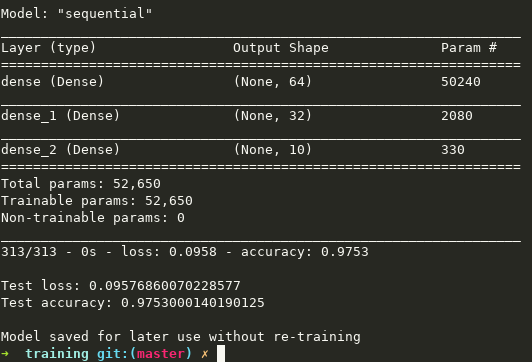 Model: "sequential"
_________________________________________________________________
Layer (type)                 Output Shape              Param #
=================================================================
dense (Dense)                (None, 64)                50240
_________________________________________________________________
dense_1 (Dense)              (None, 32)                2080
_________________________________________________________________
dense_2 (Dense)              (None, 10)                330
=================================================================
Total params: 52,650
Trainable params: 52,650
Non-trainable params: 0
_________________________________________________________________
313/313 - 0s - loss: 0.0958 - accuracy: 0.9753

Test loss: 0.09576860070228577
Test accuracy: 0.9753000140190125

Model saved for later use without re-training
➜  training git:(master) ✗